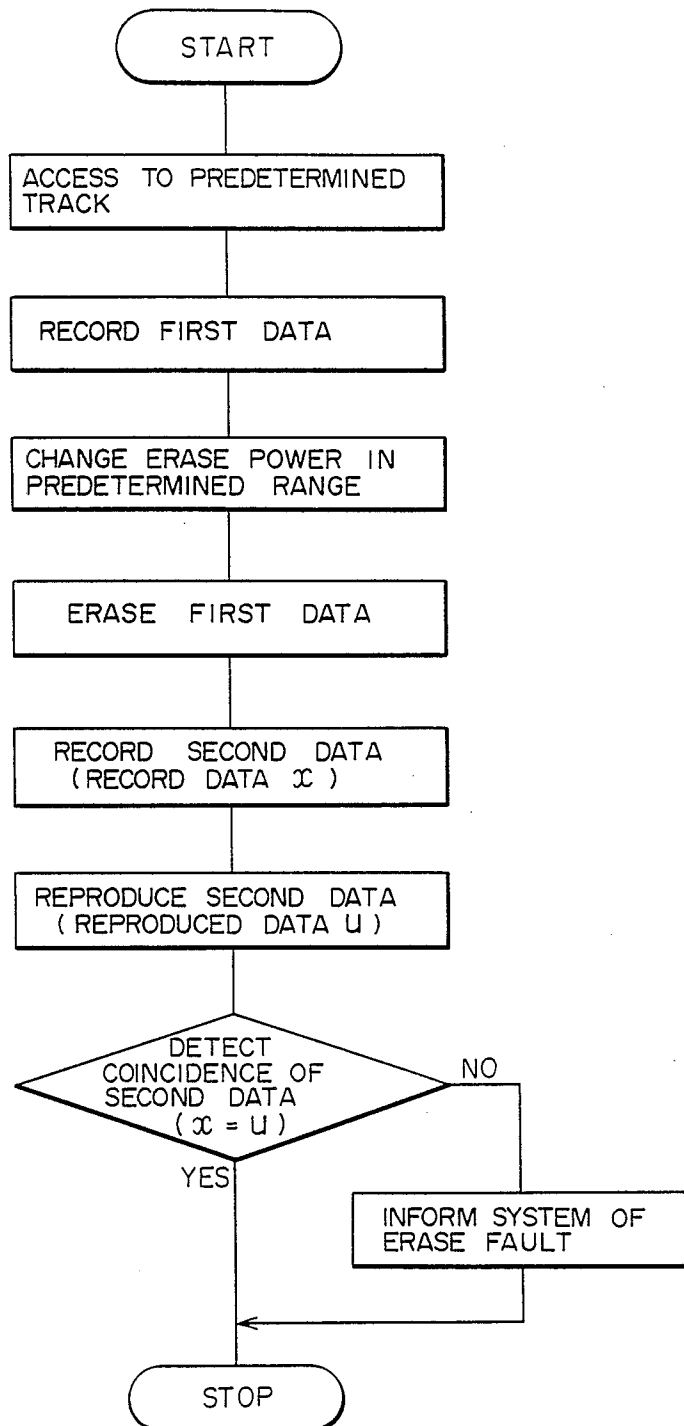 START
ACCESS TO PREDETERMINED
TRACK
RECORD FIRST DATA
CHANGE ERASE POWER IN
PREDETERMINED RANGE
ERASE FIRST DATA
RECORD SECOND DATA
(RECORD DATA x)
REPRODUCE SECOND DATA
(REPRODUCED DATA u)
DETECT
COINCIDENCE OF
SECOND DATA
(x = u)
NO
YES
INFORM SYSTEM OF
ERASE FAULT
STOP